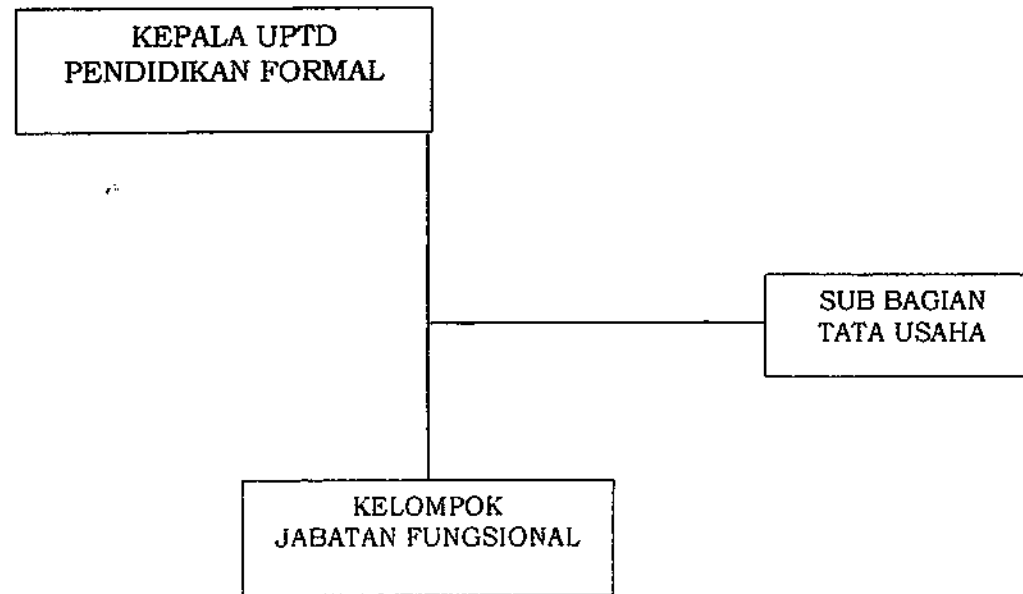 KEPALA UPTD
PENDIDIKAN FORMAL
SUB BAGIAN
TATA USAHA
KELOMPOK
JABATAN FUNGSIONAL